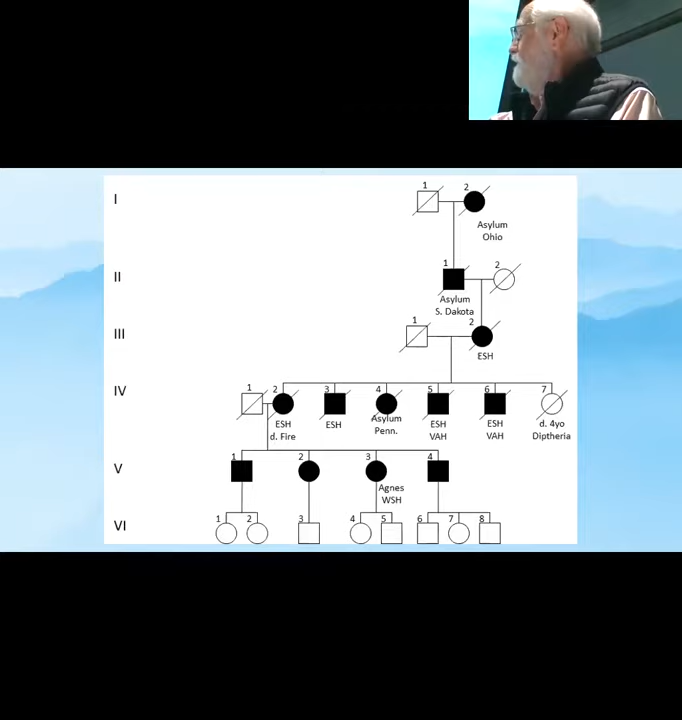 I
1 2
Asylum
Ohio
II
1 2
Asylum
S. Dakota
III
1 2
ESH
IV
1 2 3 4 5 6 7
ESH
d. Fire
ESH
Asylum
Penn.
ESH
VAH
ESH
VAH
d. 4yo
Diptheria
V
1 2 3 4
Agnes
WSH
VI
1 2 3 4 5 6 7 8